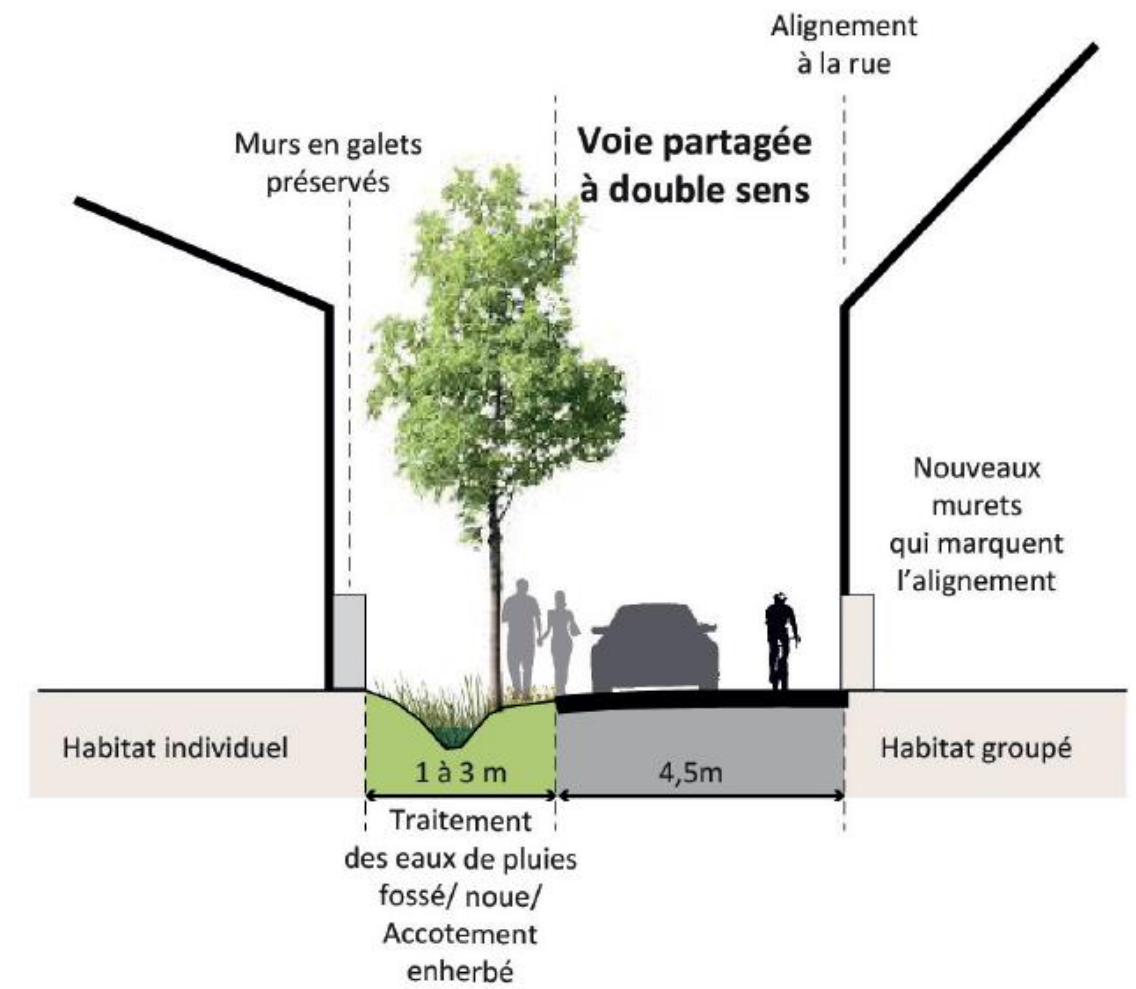 Alignement
à la rue
Murs en galets
préservés
Voie partagée
à double sens
Nouveaux
murets
qui marquent
l'alignement
Habitat individuel
1 à 3 m
4,5m
Habitat groupé
Traitement
des eaux de pluies
fossé/ noue/
Accotement
enherbé